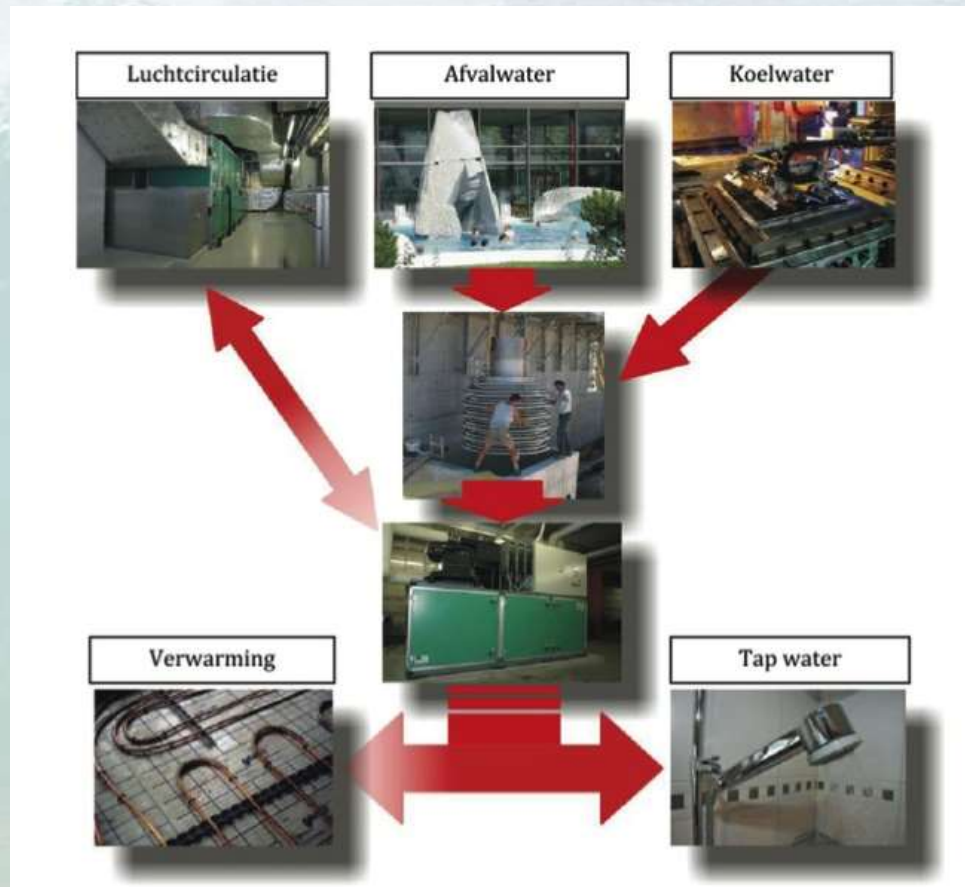 Luchtcirculatie
Afvalwater
Koelwater
Verwarming
Tap water